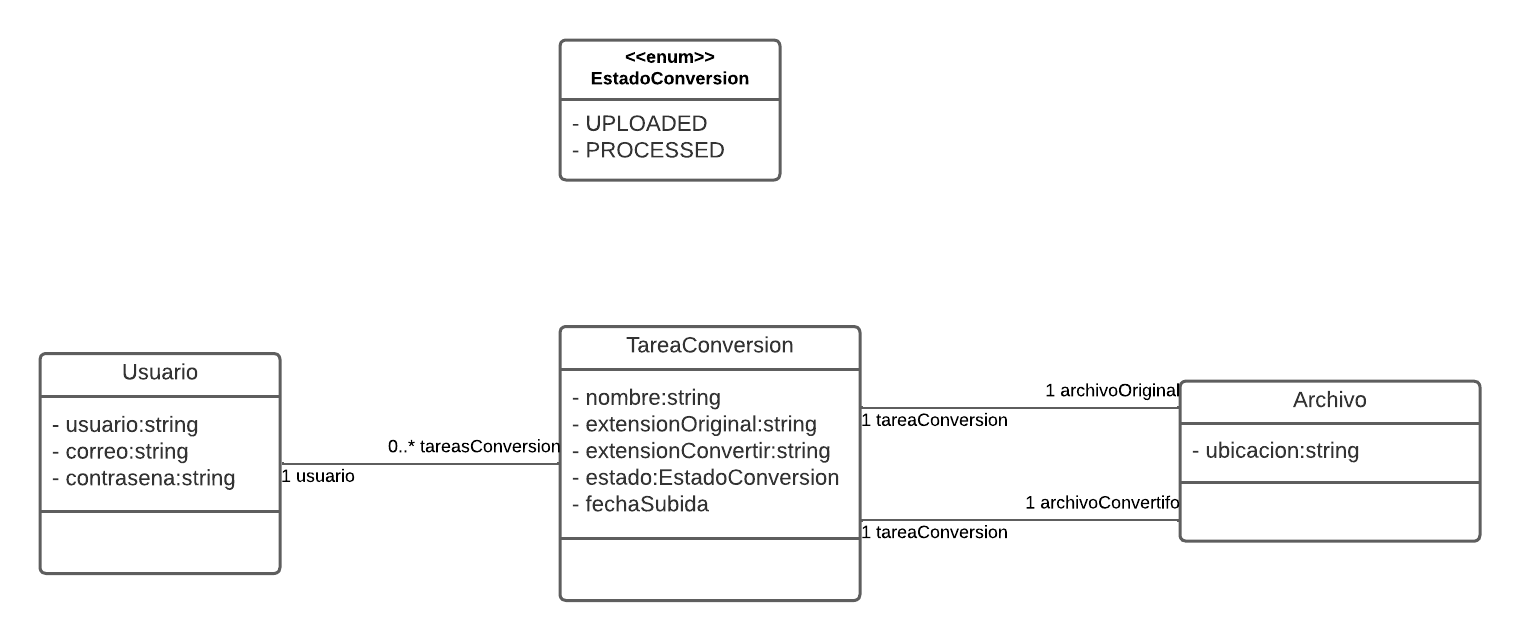 <<enum>>
EstadoConversion
- UPLOADED
- PROCESSED
Usuario
- usuario:string
- correo:string
- contrasena:string
0..* tareasConversion
1 usuario
TareaConversion
- nombre:string
- extensionOriginal:string
- extensionConvertir:string
- estado:EstadoConversion
- fechaSubida
1 archivoOriginal
1 tareaConversion
1 archivoConvertifo
1 tareaConversion
Archivo
- ubicacion:string